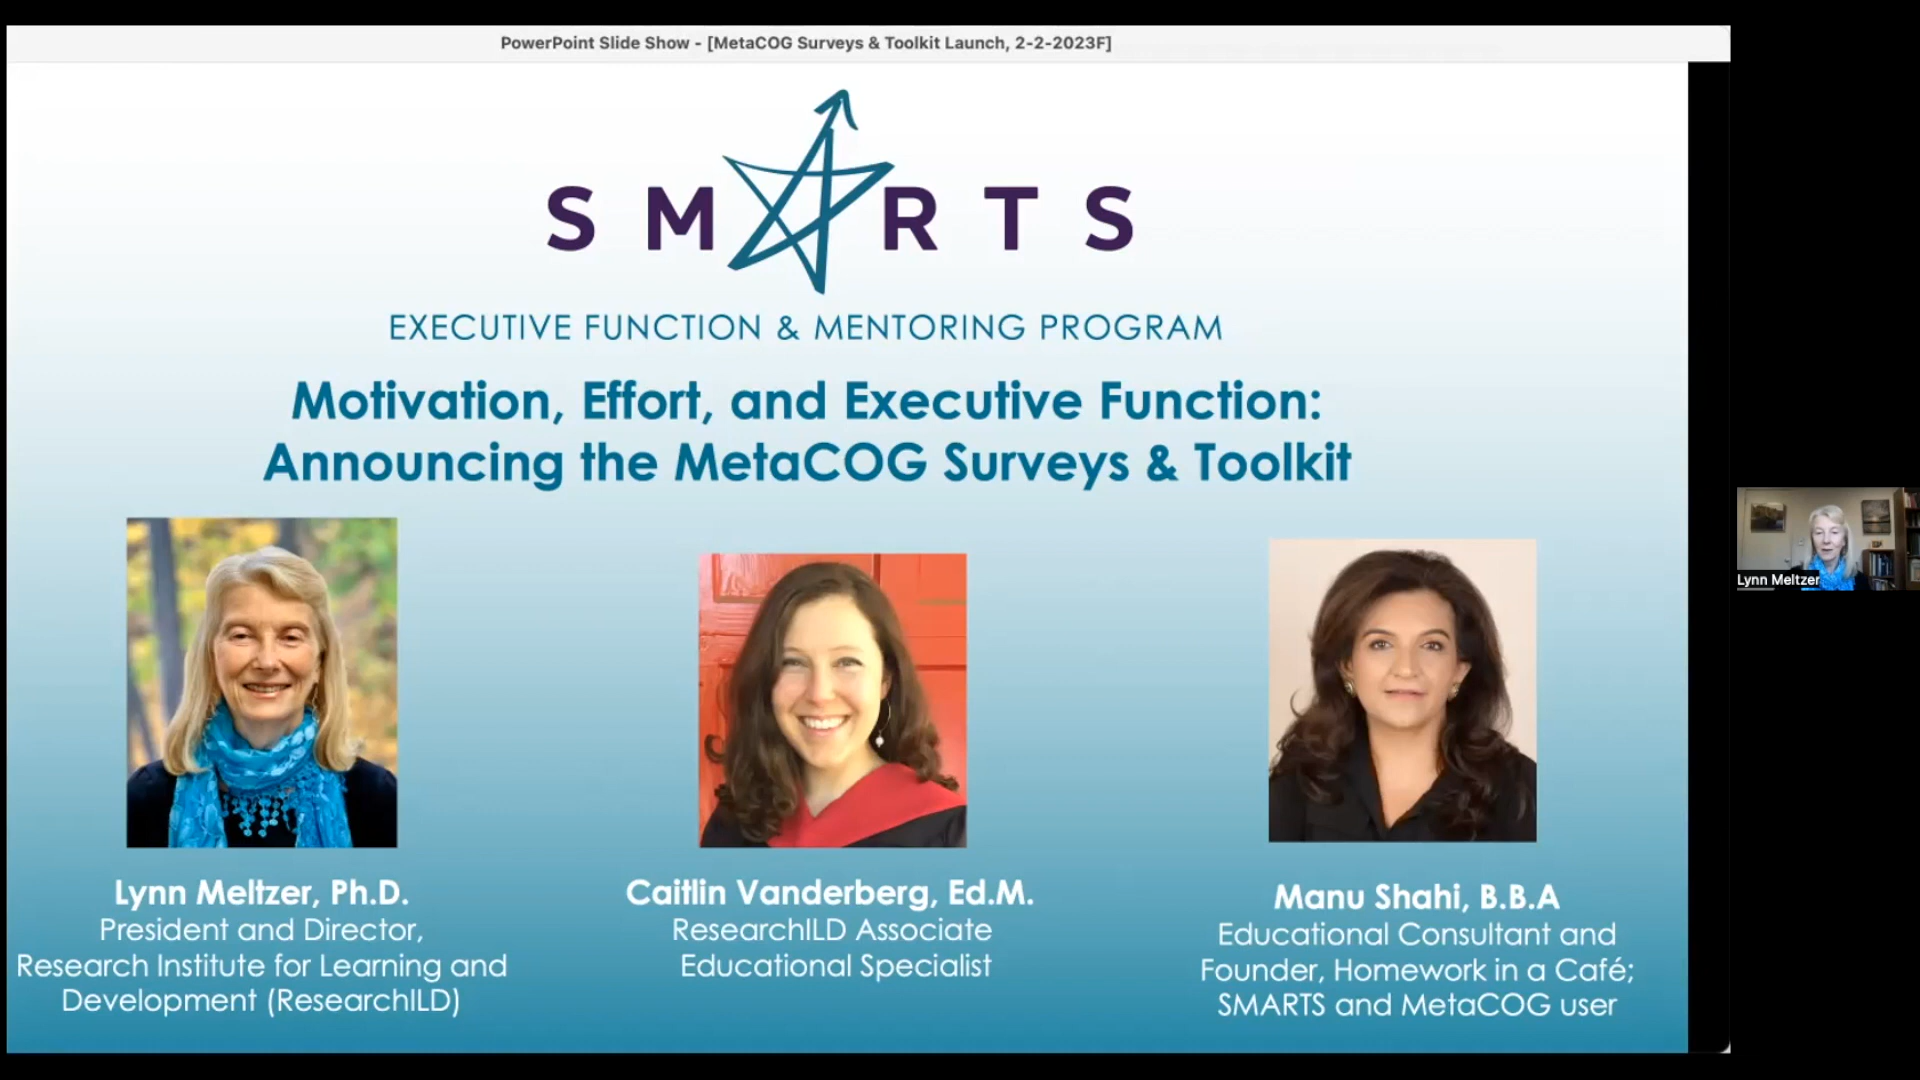 PowerPoint Slide Show - [MetaCOG Surveys & Toolkit Launch, 2-2-2023F]
SMARTS
EXECUTIVE FUNCTION & MENTORING PROGRAM
Motivation, Effort, and Executive Function:
Announcing the MetaCOG Surveys & Toolkit
Lynn Meltzer, Ph.D.
President and Director,
Research Institute for Learning and
Development (ResearchILD)
Caitlin Vanderberg, Ed.M.
ResearchILD Associate
Educational Specialist
Manu Shahi, B.B.A
Educational Consultant and
Founder, Homework in a Café;
SMARTS and MetaCOG user
Lynn Meltzer